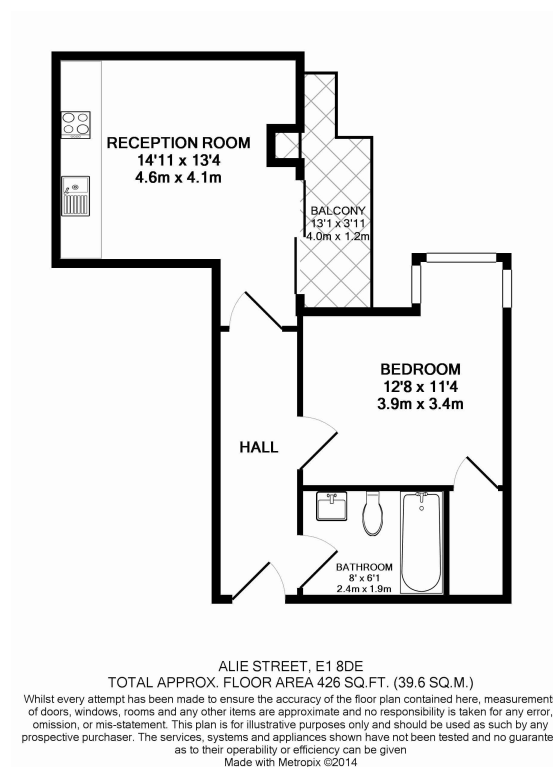 RECEPTION ROOM
14'11 x 13'4
4.6m x 4.1m
BALCONY
13'1 x 3'11
4.0m x 1.2m
BEDROOM
12'8 x 11'4
3.9m x 3.4m
HALL
BATHROOM
8' x 6'1
2.4m x 1.9m
ALIE STREET, E1 8DE
TOTAL APPROX. FLOOR AREA 426 SQ.FT. (39.6 SQ.M.)
Whilst every attempt has been made to ensure the accuracy of the floor plan contained here, measurement
of doors, windows, rooms and any other items are approximate and no responsibility is taken for any error,
omission, or mis-statement. This plan is for illustrative purposes only and should be used as such by any
prospective purchaser. The services, systems and appliances shown have not been tested and no guarante
as to their operability or efficiency can be given
Made with Metropix ©2014